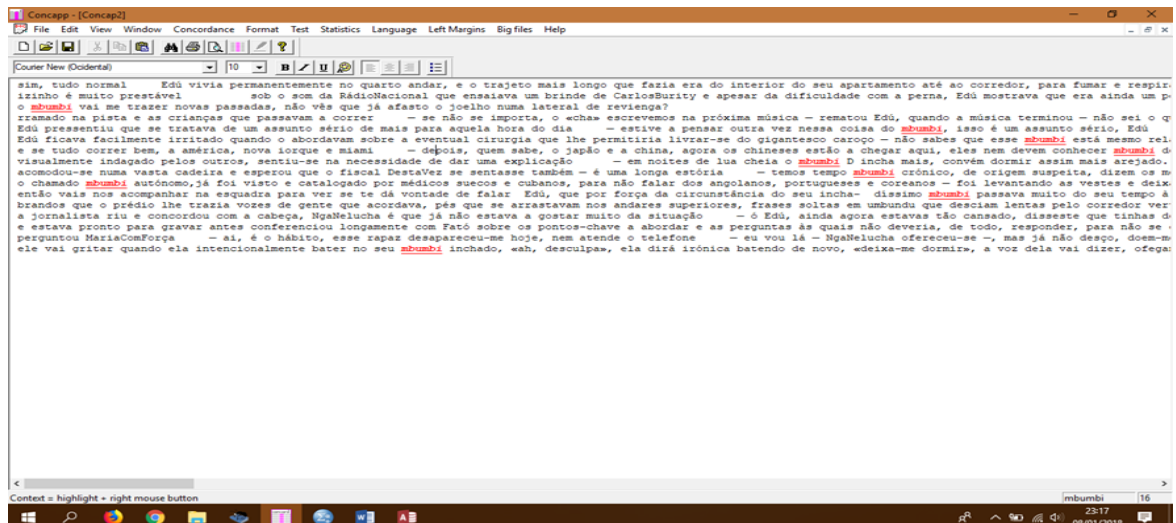 Concapp - [Concap2]
File Edit View Window Concordance Format Text Statistics Language Left Margins Big files Help
Courier New (Ocidental) 10 B I U
sim, tudo normal Edú vivia permanentemente no quarto andar, e o trajeto mais longo que fazia era do interior do seu apartamento até ao corredor, para fumar e respir
izinho é muito prestável sob o som da RádioNacional que ensaiava um brinde de CarlosBurity e apesar da dificuldade com a perna, Edú mostrava que era ainda um p
o mbumbi vai me trazer novas passadas, não vês que já afasto o joelho numa lateral de revienga?
rramado na pista e as crianças que passavam a correr — se não se importa, o «cha» escrevemos na próxima música — rematou Edú, quando a música terminou — não sei o q
Edú pressentiu que se tratava de um assunto sério de mais para aquela hora do dia — estive a pensar outra vez nessa coisa do mbumbi, isso é um assunto sério, Edú
Edú ficava facilmente irritado quando o abordavam sobre a eventual cirurgia que lhe permitiria livrar-se do gigantesco caroço — não sabes que esse mbumbi está mesmo rel
e se tudo correr bem, a américa, nova iorque e miami — depois, quem sabe, o japão e a china, agora os chineses estão a chegar aqui, eles nem devem conhecer mbumbi d
visualmente indagado pelos outros, sentiu-se na necessidade de dar uma explicação — em noites de lua cheia o mbumbi D incha mais, convém dormir assim mais arejado.
acomodou-se numa vasta cadeira e esperou que o fiscal DestaVez se sentasse também — é uma longa estória — temos tempo mbumbi crónico, de origem suspeita, dizem os m
o chamado mbumbi autónomo,já foi visto e catalogado por médicos suecos e cubanos, para não falar dos angolanos, portugueses e coreanos — foi levantando as vestes e deix
então vais nos acompanhar na esquadra para ver se te dá vontade de falar Edú, que por força da circunstância do seu incha- díssimo mbumbi passava muito do seu tempo à
brandos que o prédio lhe trazia vozes de gente que acordava, pés que se arrastavam nos andares superiores, frases soltas em umbundu que desciam lentas pelo corredor ver
a jornalista riu e concordou com a cabeça, NgaNelucha é que já não estava a gostar muito da situação — ó Edú, ainda agora estavas tão cansado, disseste que tinhas d
e estava pronto para gravar antes conferenciou longamente com Fató sobre os pontos-chave a abordar e as perguntas às quais não deveria, de todo, responder, para não se
perguntou MariaComForça — ai, é o hábito, esse rapaz desapareceu-me hoje, nem atende o telefone — eu vou lá — NgaNelucha ofereceu-se —, mas já não desço, doem-m
ele vai gritar quando ela intencionalmente bater no seu mbumbi inchado, «ah, desculpa», ela dirá irónica batendo de novo, «deixa-me dormir», a voz dela vai dizer, ofega
Context = highlight + right mouse button mbumbi 16
23:17
08/01/2018